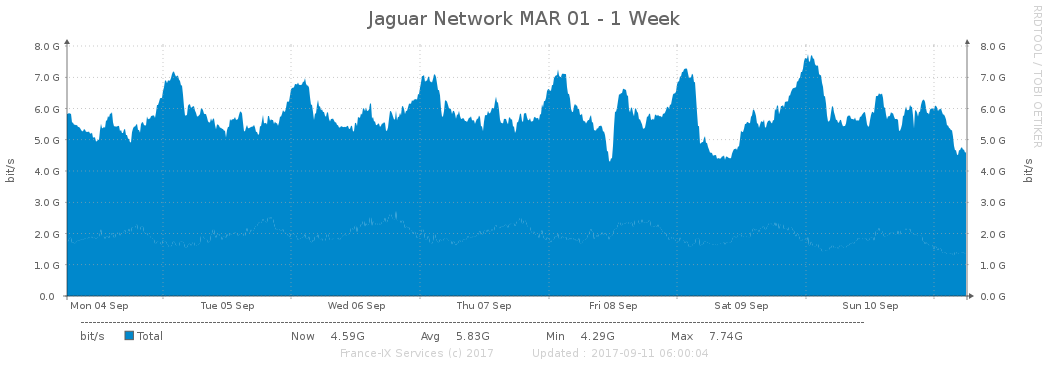 Jaguar Network MAR 01 - 1 Week
RRDTOOL / TOBI OETIKER
bit/s
8.0 G 8.0 G
7.0 G 7.0 G
6.0 G 6.0 G
5.0 G 5.0 G
4.0 G 4.0 G
3.0 G 3.0 G
2.0 G 2.0 G
1.0 G 1.0 G
0.0 0.0 G
bit/s
Mon 04 Sep Tue 05 Sep Wed 06 Sep Thu 07 Sep Fri 08 Sep Sat 09 Sep Sun 10 Sep
bit/s Total Now 4.59G Avg 5.83G Min 4.29G Max 7.74G
France-IX Services (c) 2017 Updated : 2017-09-11 06:00:04